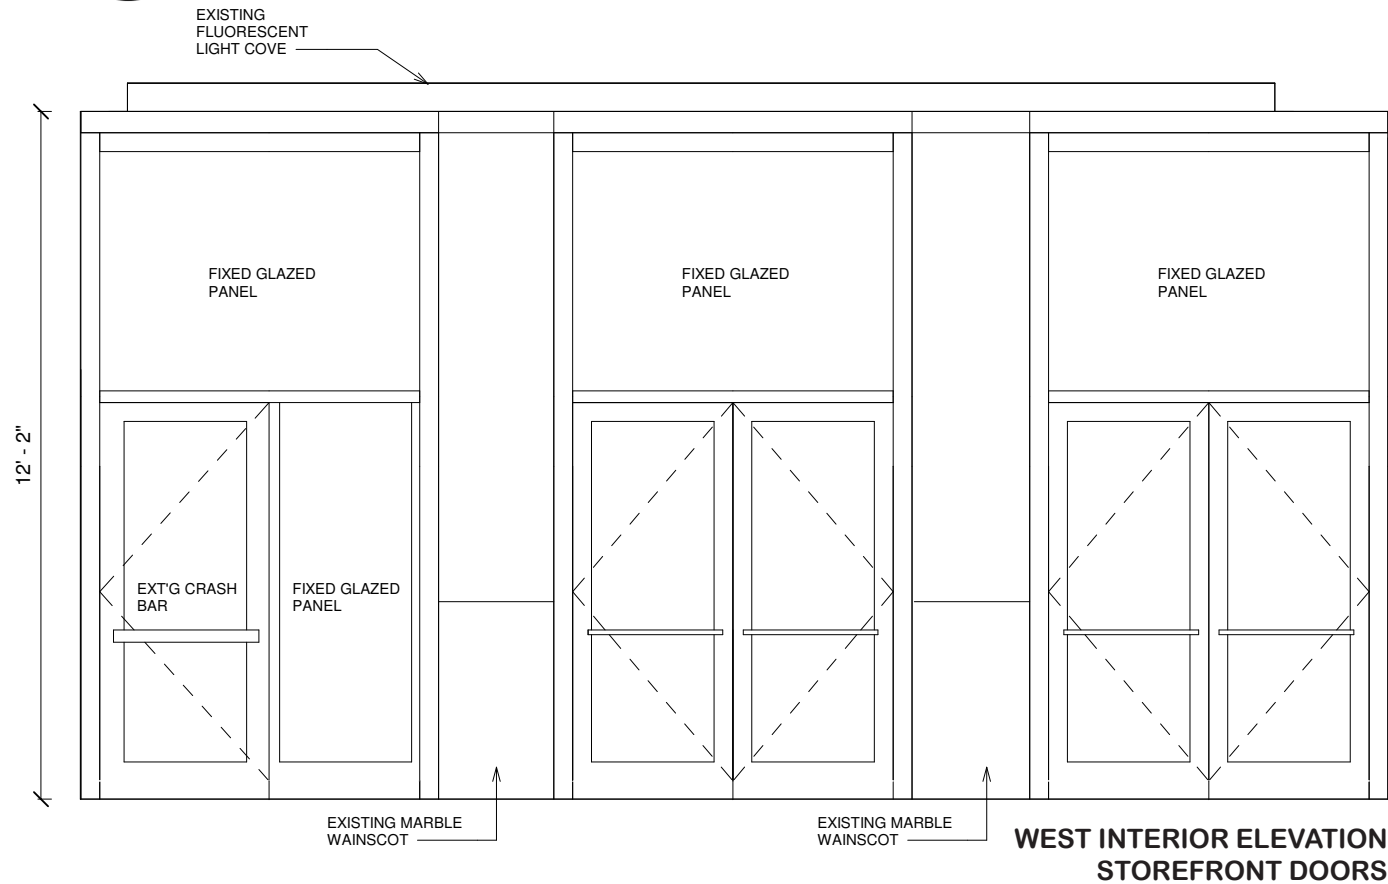 EXISTING
FLUORESCENT
LIGHT COVE
FIXED GLAZED
PANEL
FIXED GLAZED
PANEL
FIXED GLAZED
PANEL
12' - 2"
EXT'G CRASH
BAR
FIXED GLAZED
PANEL
EXISTING MARBLE
WAINSCOT
EXISTING MARBLE
WAINSCOT
WEST INTERIOR ELEVATION
STOREFRONT DOORS